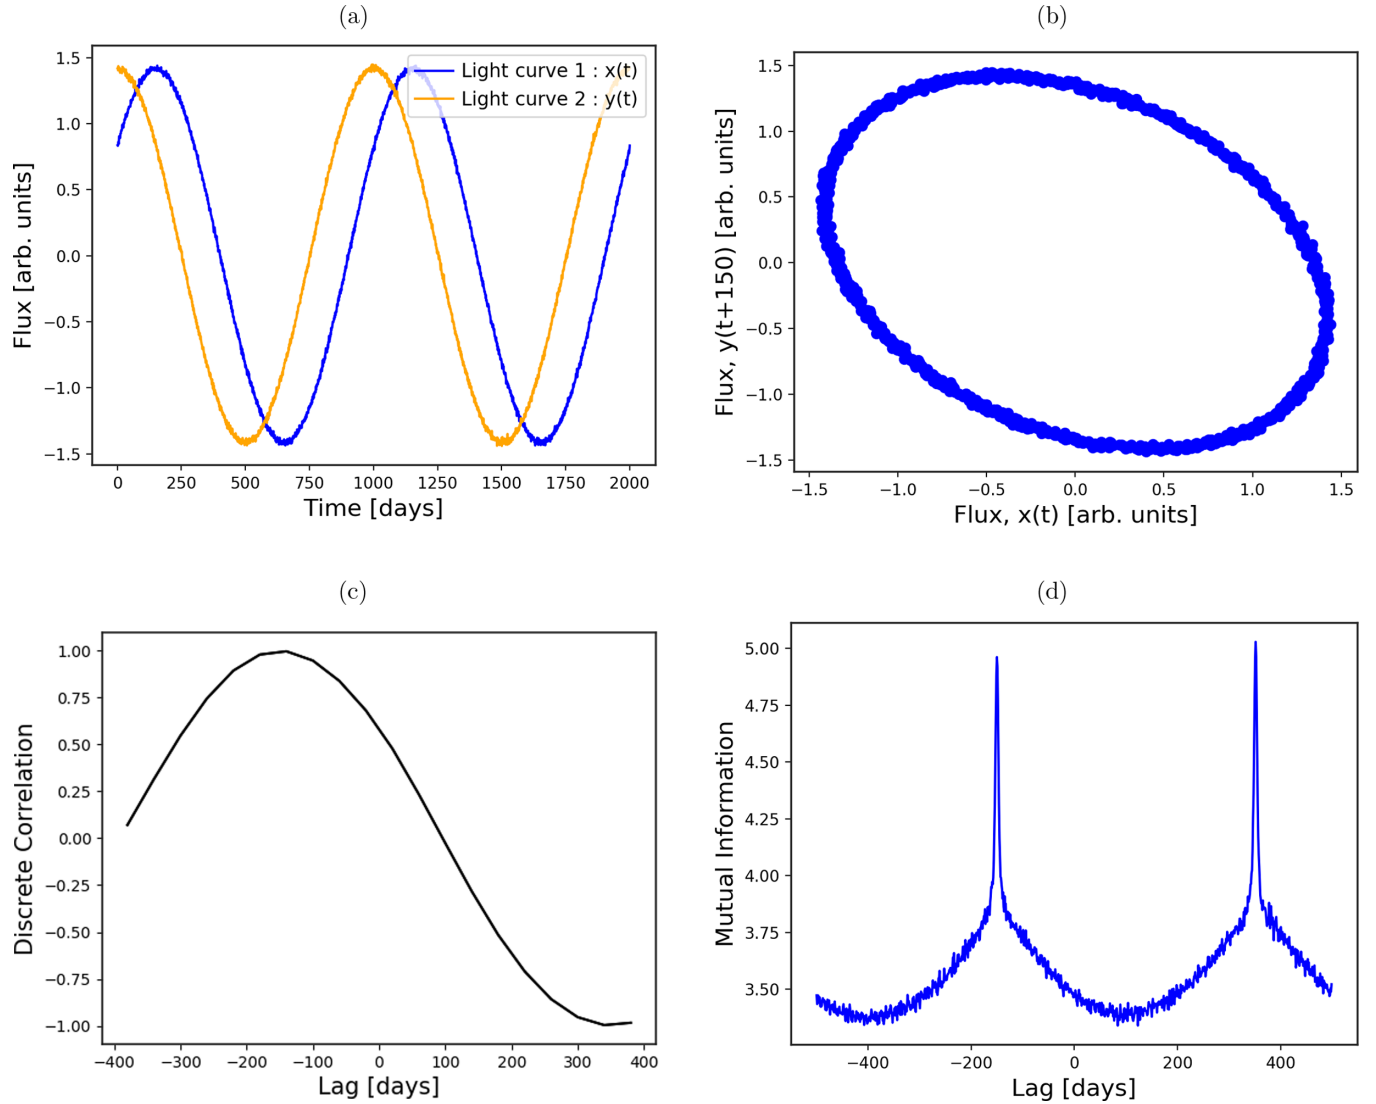 (a)
Flux [arb. units]
1.5
1.0
0.5
0.0
−0.5
−1.0
−1.5
Light curve 1 : x(t)
Light curve 2 : y(t)
0 250 500 750 1000 1250 1500 1750 2000
Time [days]
(b)
Flux, y(t+150) [arb. units]
1.5
1.0
0.5
0.0
−0.5
−1.0
−1.5
−1.5 −1.0 −0.5 0.0 0.5 1.0 1.5
Flux, x(t) [arb. units]
(c)
Discrete Correlation
1.00
0.75
0.50
0.25
0.00
−0.25
−0.50
−0.75
−1.00
−400 −300 −200 −100 0 100 200 300 400
Lag [days]
(d)
Mutual Information
5.00
4.75
4.50
4.25
4.00
3.75
3.50
−400 −200 0 200 400
Lag [days]